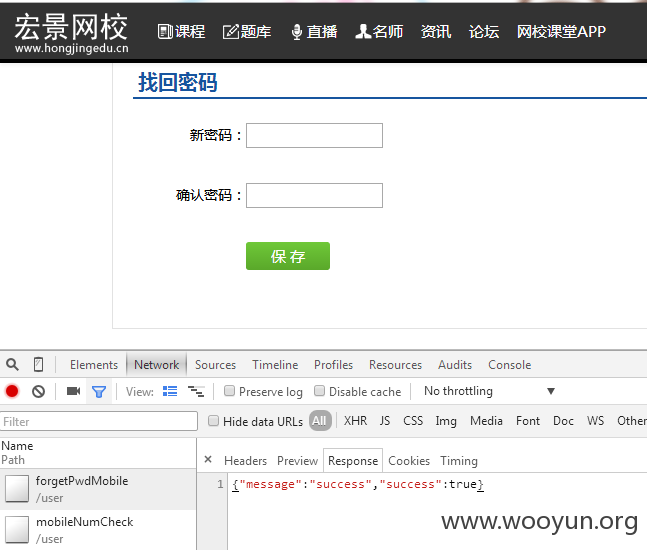 宏景网校
www.hongjingedu.cn
课程 题库 直播 名师 资讯 论坛 网校课堂APP
找回密码
新密码：
确认密码：
保 存
Elements Network Sources Timeline Profiles Resources Audits Console
View: Preserve log Disable cache No throttling
Filter Hide data URLs All XHR JS CSS Img Media Font Doc WS Other
Name
Path
× Headers Preview Response Cookies Timing
forgetPwdMobile
/user
1 {"message":"success","success":true}
mobileNumCheck
/user
www.wooyun.org